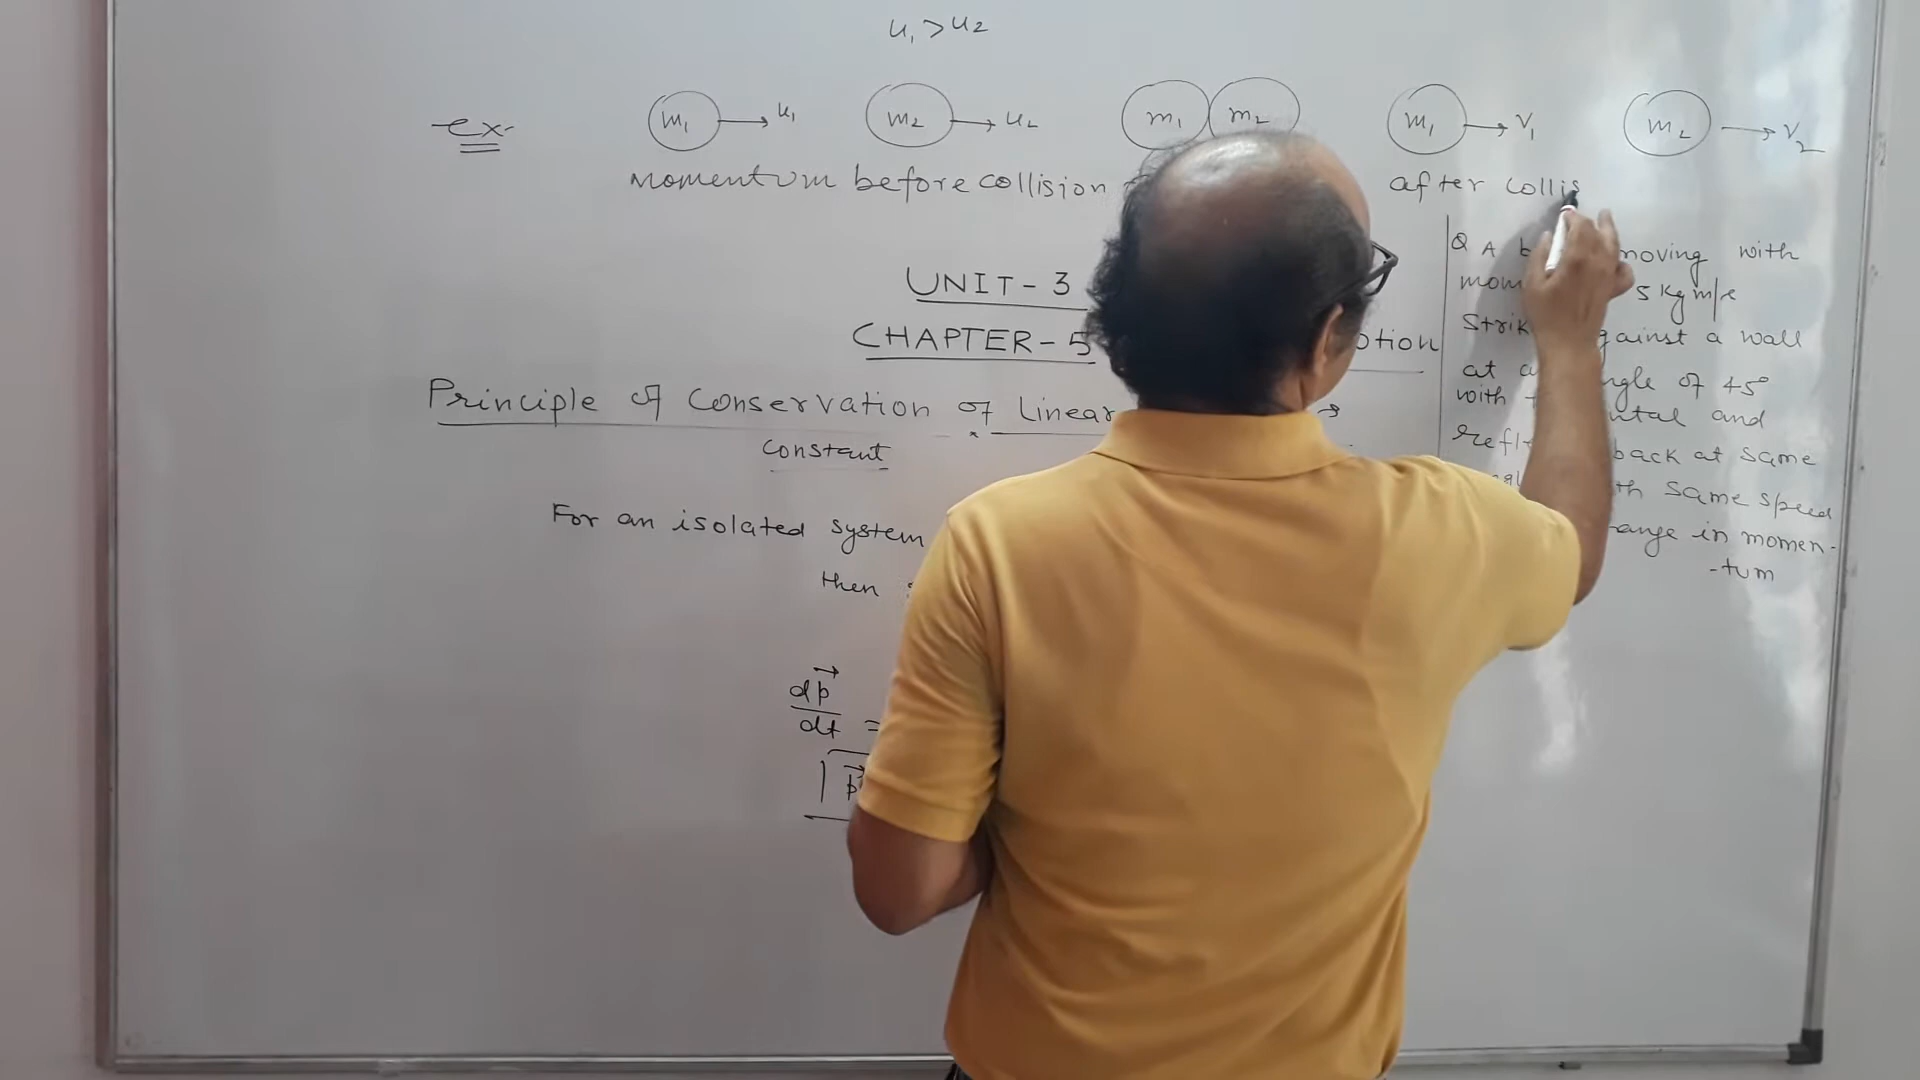 u₁ > u₂
ex-
m₁ → u₁ m₂ → u₂ m₁ m₂ m₁ → v₁ m₂ → v₂
Momentum before collision after collis
UNIT - 3
CHAPTER - 5 otion
Principle of Conservation of Linear →
constant
For an isolated system
then
dp⃗
dt =
p⃗
Q A moving with
mom 5 kg m/s
Strik gainst a wall
at a ngle of 45°
with ntal and
refl back at same
th same speed
ange in momen-
-tum